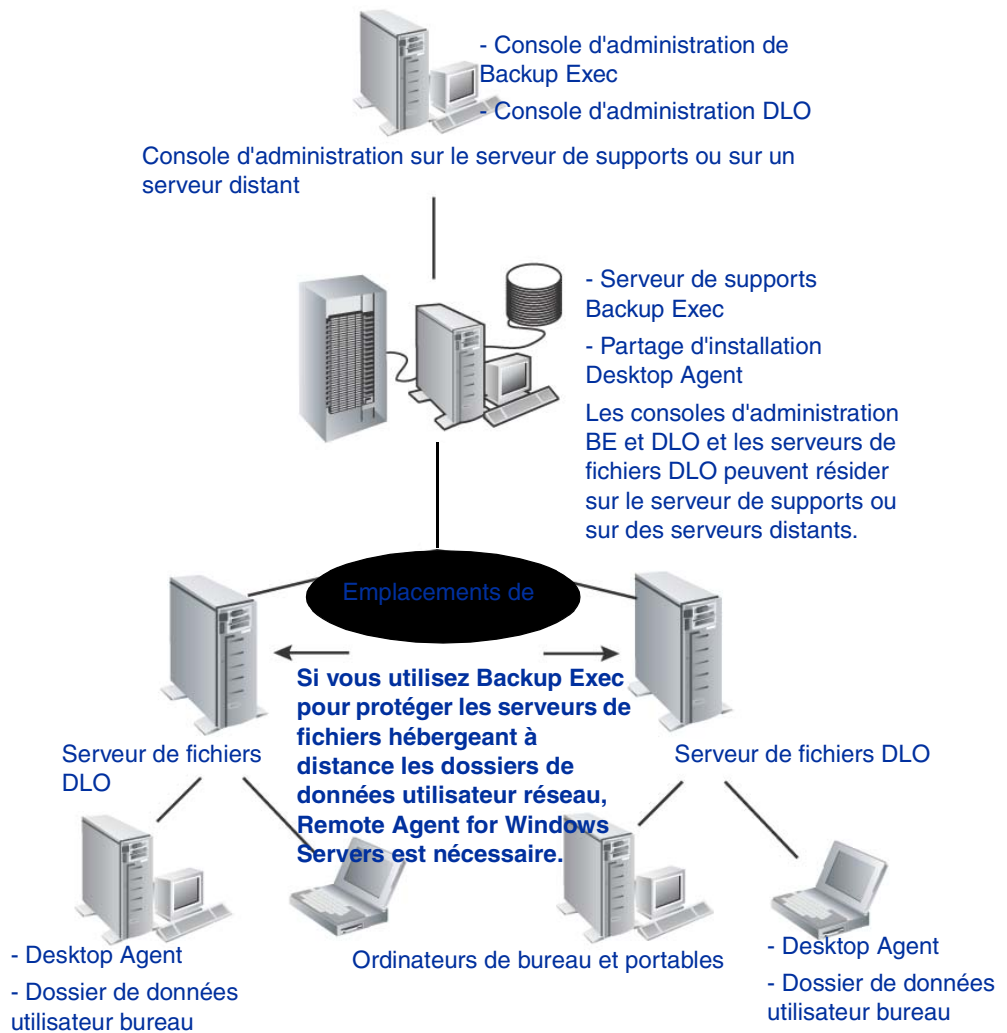 - Console d'administration de
Backup Exec
- Console d'administration DLO
Console d'administration sur le serveur de supports ou sur un
serveur distant
- Serveur de supports
Backup Exec
- Partage d'installation
Desktop Agent
Les consoles d'administration
BE et DLO et les serveurs de
fichiers DLO peuvent résider
sur le serveur de supports ou
sur des serveurs distants.
Emplacements de
Si vous utilisez Backup Exec
pour protéger les serveurs de
fichiers hébergeant à
distance les dossiers de
données utilisateur réseau,
Remote Agent for Windows
Servers est nécessaire.
Serveur de fichiers
DLO
Serveur de fichiers DLO
- Desktop Agent
- Dossier de données
utilisateur bureau
Ordinateurs de bureau et portables
- Desktop Agent
- Dossier de données
utilisateur bureau